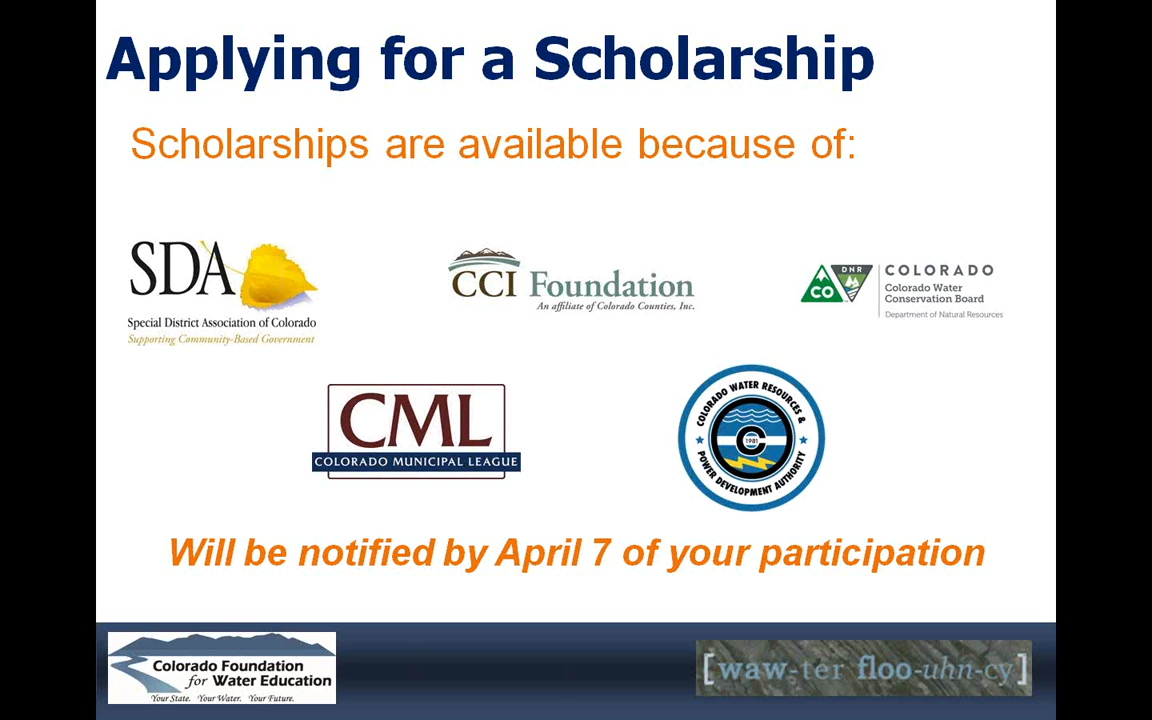 Applying for a Scholarship
Scholarships are available because of:
SDA
Special District Association of Colorado
Supporting Community-Based Government
CCI Foundation
An affiliate of Colorado Counties, Inc.
CO
DNR
COLORADO
Colorado Water
Conservation Board
Department of Natural Resources
CML
COLORADO MUNICIPAL LEAGUE
COLORADO WATER RESOURCES &
C
1981
POWER DEVELOPMENT AUTHORITY
Will be notified by April 7 of your participation
Colorado Foundation
for Water Education
Your State. Your Water. Your Future.
[waw-ter floo-uhn-cy]